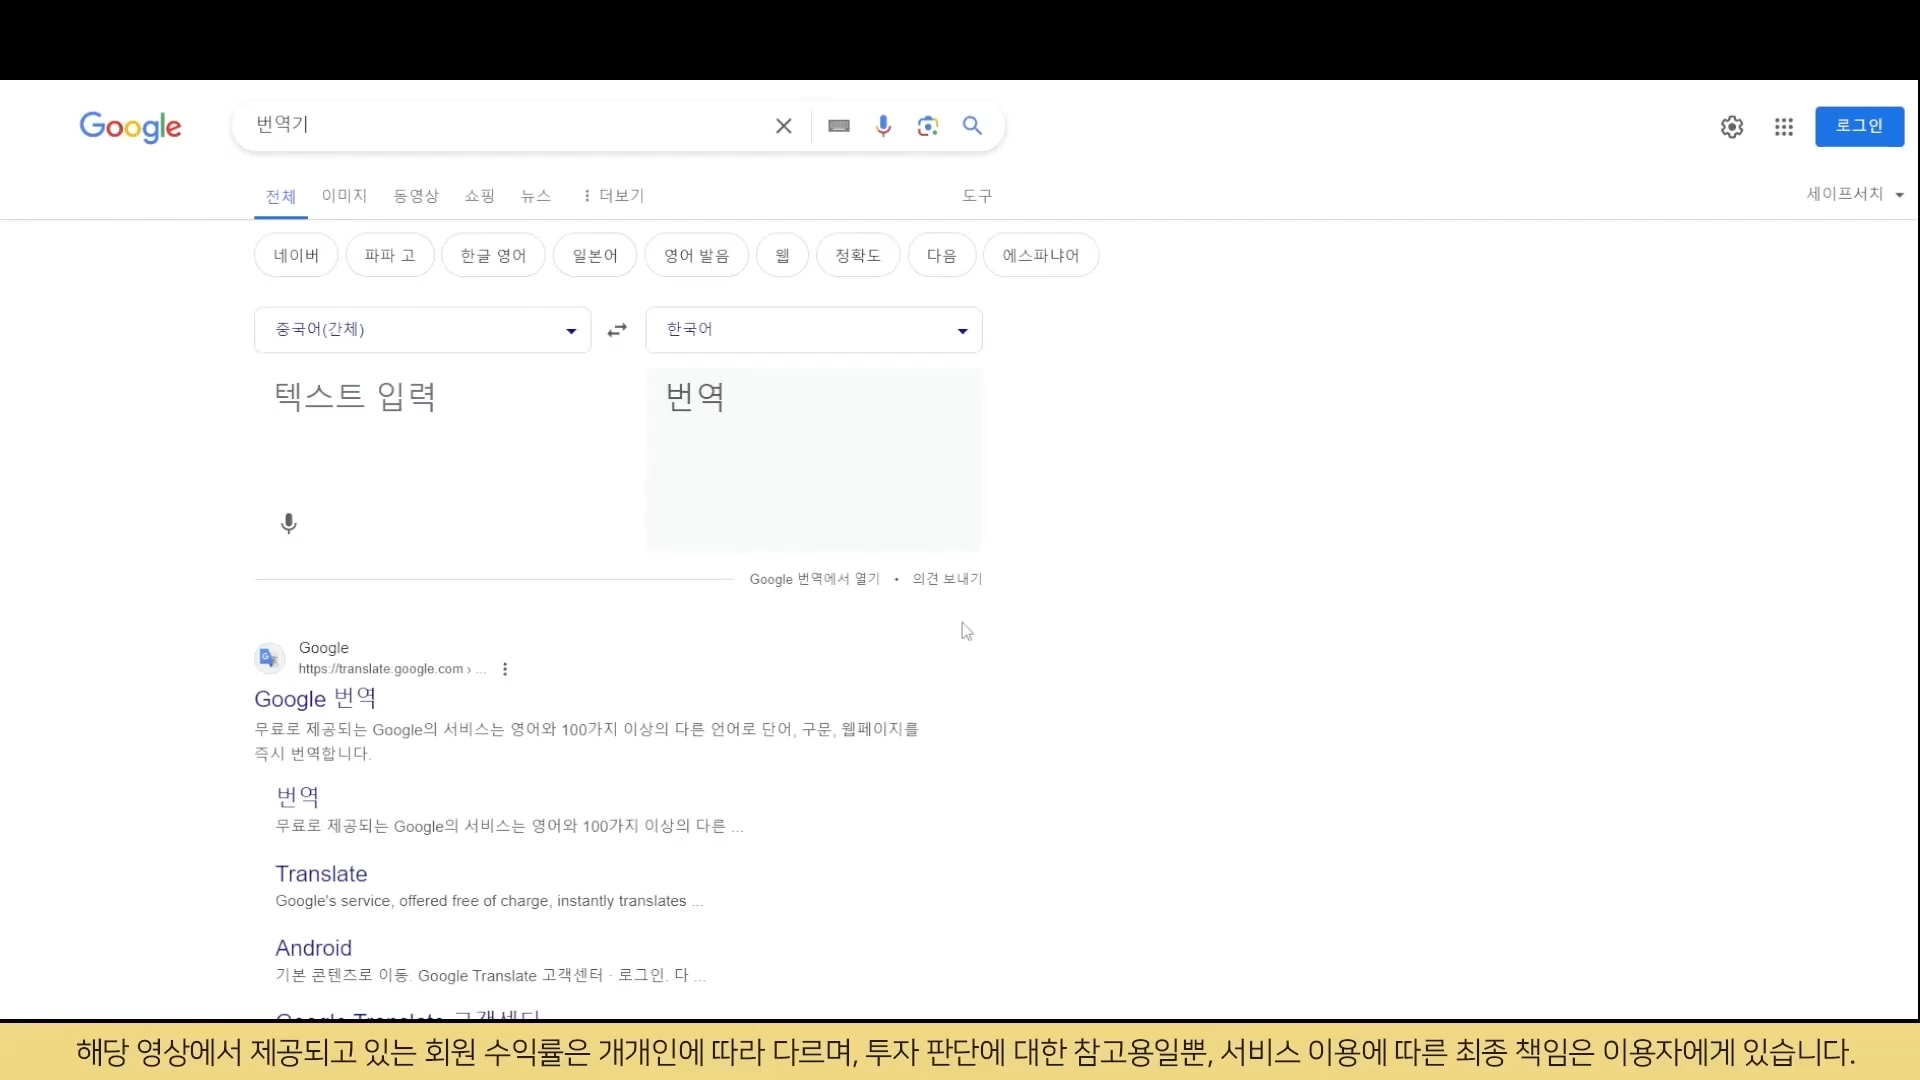 Google
번역기
로그인
전체 이미지 동영상 쇼핑 뉴스 더보기 도구 세이프서치
네이버 파파 고 한글 영어 일본어 영어 발음 웹 정확도 다음 에스파냐어
중국어(간체) 한국어
텍스트 입력 번역
Google 번역에서 열기 • 의견 보내기
Google
https://translate.google.com › ...
Google 번역
무료로 제공되는 Google의 서비스는 영어와 100가지 이상의 다른 언어로 단어, 구문, 웹페이지를
즉시 번역합니다.
번역
무료로 제공되는 Google의 서비스는 영어와 100가지 이상의 다른 ...
Translate
Google's service, offered free of charge, instantly translates ...
Android
기본 콘텐츠로 이동. Google Translate 고객센터 · 로그인. 다 ...
Google Translate 고객센터
해당 영상에서 제공되고 있는 회원 수익률은 개개인에 따라 다르며, 투자 판단에 대한 참고용일뿐, 서비스 이용에 따른 최종 책임은 이용자에게 있습니다.